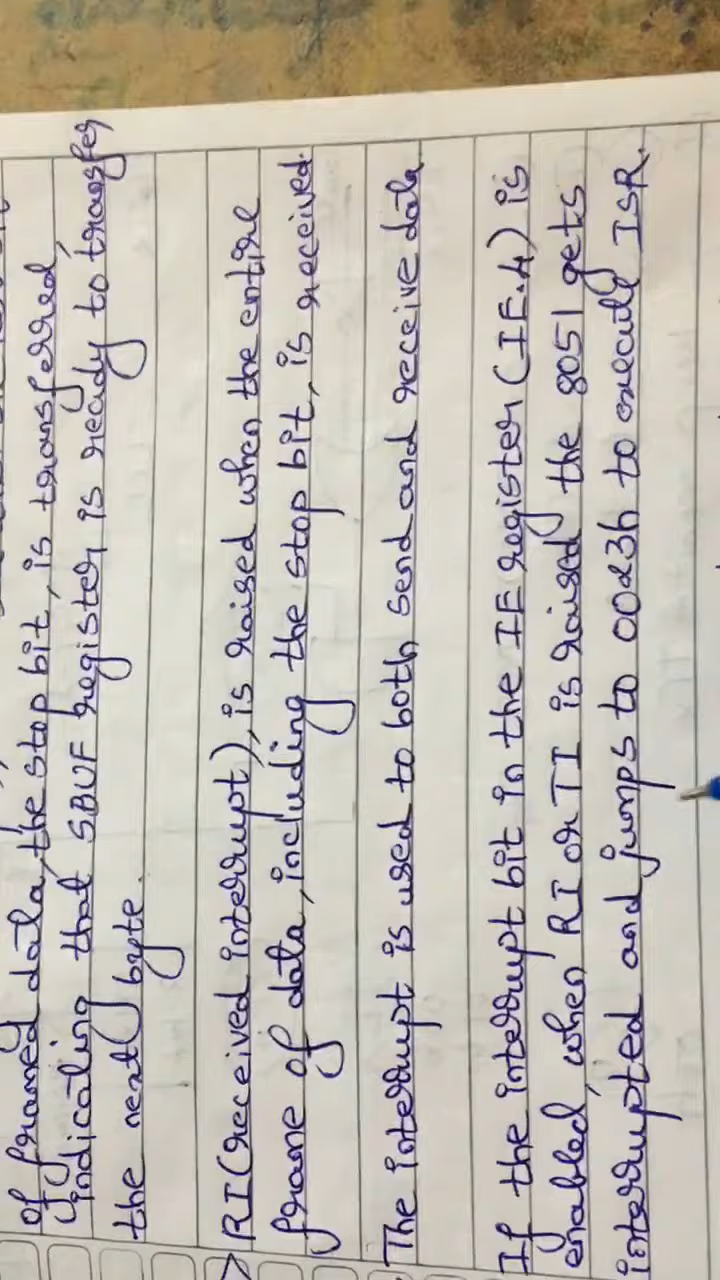 of framed data, the stop bit, is transferred,
indicating that SBUF register is ready to transfer
the next byte.
> RI (received interrupt), is raised when the entire
frame of data, including the stop bit, is received.
The interrupt is used to both send and receive data
If the interrupt bit in the IE register (IE.4) is
enabled, when RI or TI is raised the 8051 gets
interrupted and jumps to 0023h to execute ISR.